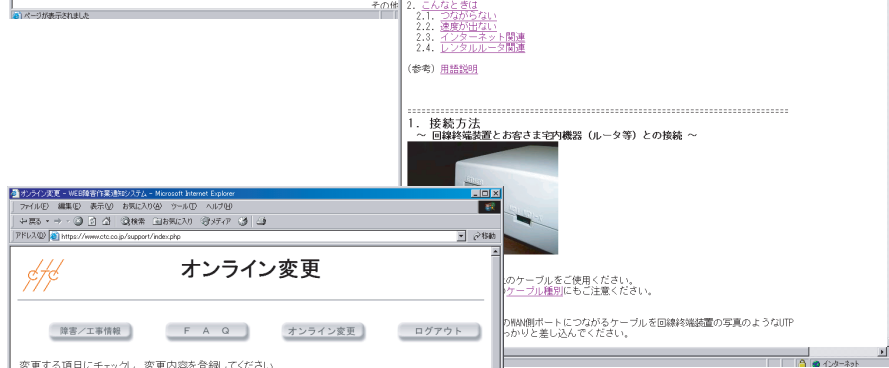 その他
ページが表示されました
2. こんなときは
2.1. つながらない
2.2. 速度が出ない
2.3. インターネット関連
2.4. レンタルルータ関連
(参考) 用語説明
1. 接続方法
～ 回線終端装置とお客さま宅内機器（ルータ等）との接続 ～
のケーブルをご使用ください。
ケーブル種別にもご注意ください。
のWAN側ポートにつながるケーブルを回線終端装置の写真のようなUTP
っかりと差し込んでください。
インターネット
オンライン変更 - WEB障害作業通知システム - Microsoft Internet Explorer
ファイル(F) 編集(E) 表示(V) お気に入り(A) ツール(T) ヘルプ(H)
戻る 検索 お気に入り メディア
アドレス(D) https://www.ctc.co.jp/support/index.php 移動
ctc
オンライン変更
障害／工事情報 FAQ オンライン変更 ログアウト
変更する項目にチェックし、変更内容を登録してください